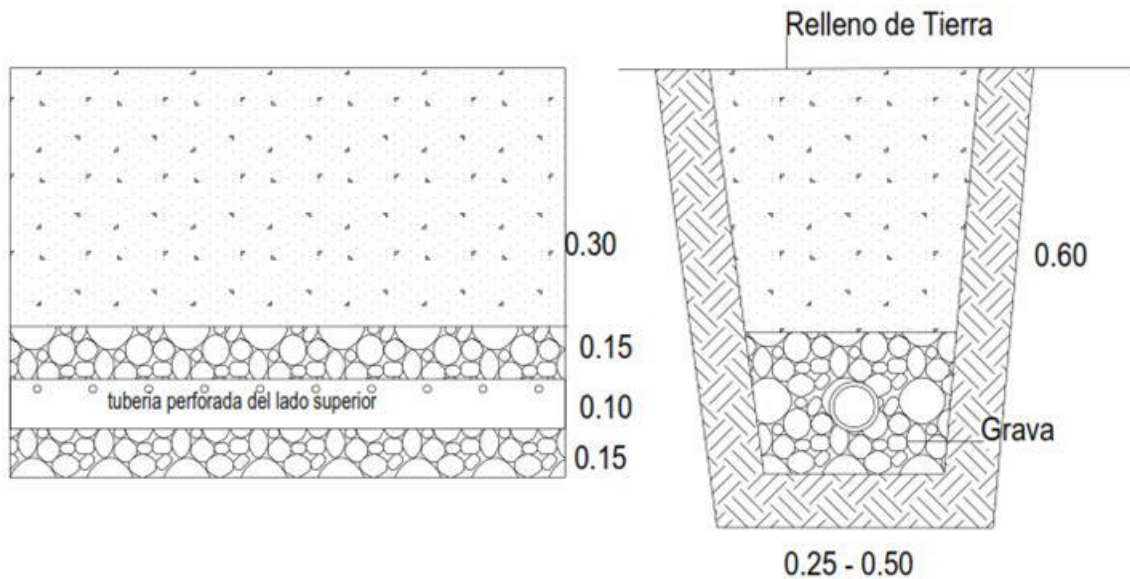 Relleno de Tierra
0.30
0.15
tuberia perforada del lado superior
0.10
0.15
0.60
Grava
0.25 - 0.50